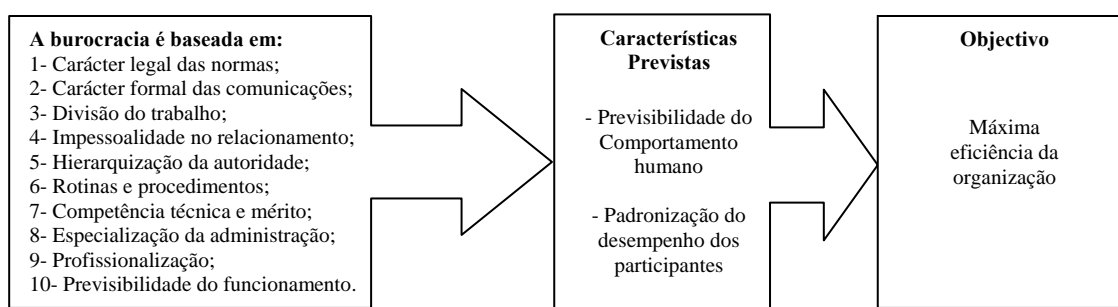 A burocracia é baseada em:
1- Carácter legal das normas;
2- Carácter formal das comunicações;
3- Divisão do trabalho;
4- Impessoalidade no relacionamento;
5- Hierarquização da autoridade;
6- Rotinas e procedimentos;
7- Competência técnica e mérito;
8- Especialização da administração;
9- Profissionalização;
10- Previsibilidade do funcionamento.
Características
Previstas
- Previsibilidade do
Comportamento
humano
- Padronização do
desempenho dos
participantes
Objectivo
Máxima
eficiência da
organização